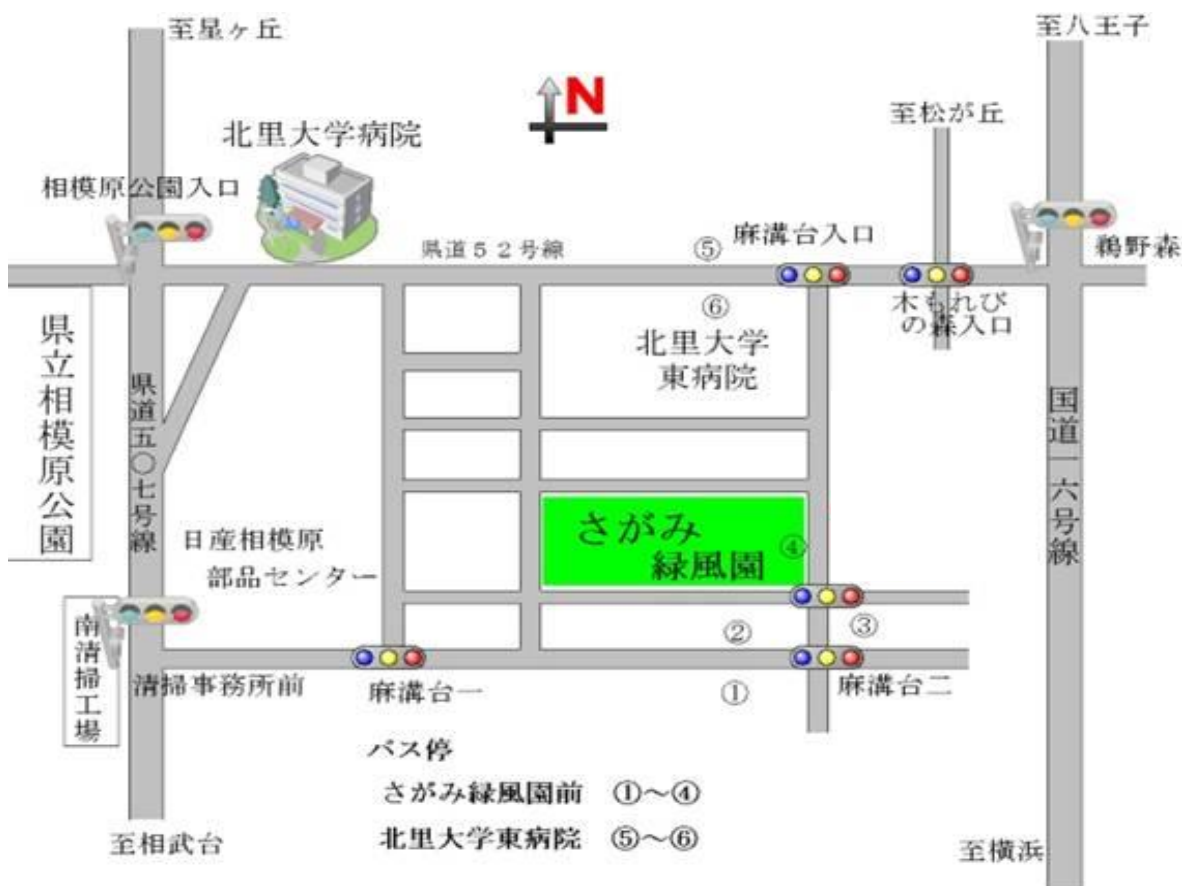 至星ヶ丘
至八王子
N
至松が丘
北里大学病院
相模原公園入口
麻溝台入口
⑤
県道52号線
鵜野森
⑥
木もれび
の森入口
北里大学
東病院
県立相模原公園
県道五〇七号線
国道一六号線
さがみ
緑風園
④
日産相模原
部品センター
南清掃工場
②
③
清掃事務所前
麻溝台一
①
麻溝台二
バス停
さがみ緑風園前 ①~④
北里大学東病院 ⑤~⑥
至相武台
至横浜